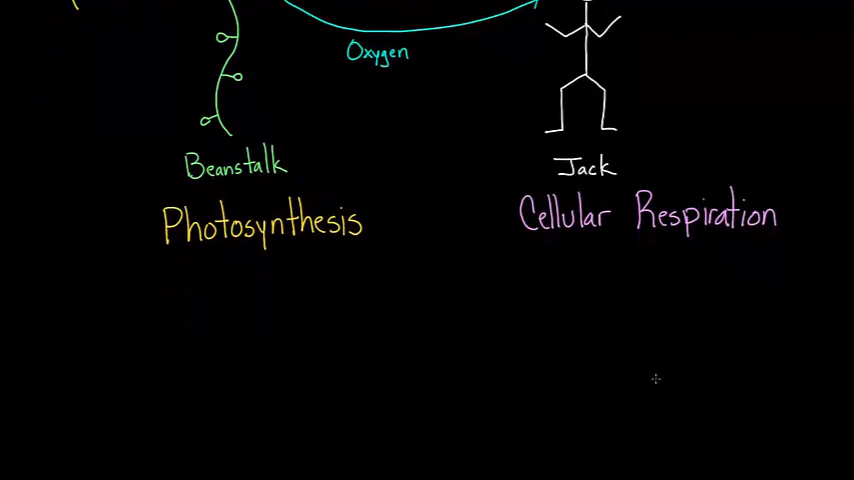 Oxygen
Beanstalk
Jack
Photosynthesis
Cellular Respiration